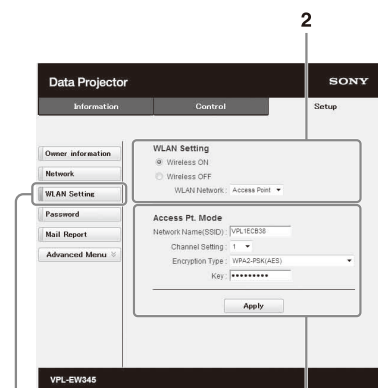 2
Data Projector
SONY
Information
Control
Setup
Owner information
Network
WLAN Setting
Password
Mail Report
Advanced Menu
WLAN Setting
Wireless ON
Wireless OFF
WLAN Network: Access Point
Access Pt. Mode
Network Name(SSID): VPL1ECB38
Channel Setting: 1
Encryption Type: WPA2-PSK(AES)
Key: •••••••••
Apply
VPL-EW345